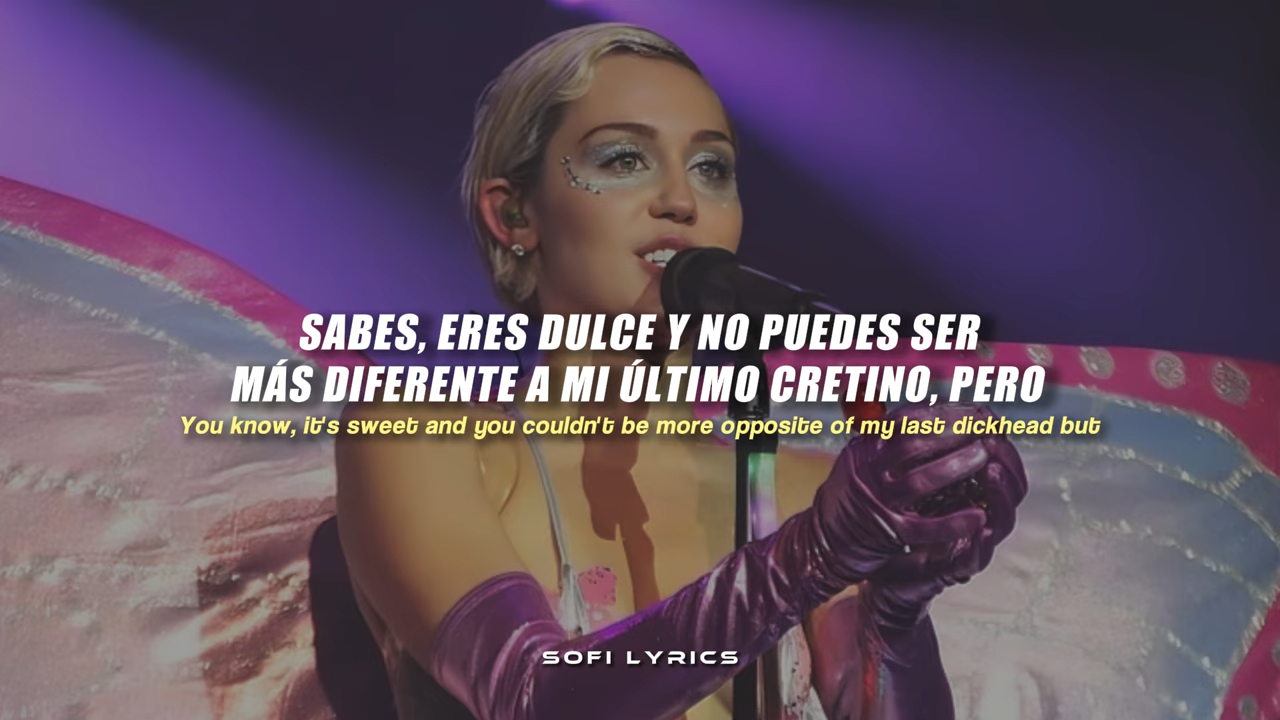 SABES, ERES DULCE Y NO PUEDES SER
MÁS DIFERENTE A MI ÚLTIMO CRETINO, PERO
You know, it's sweet and you couldn't be more opposite of my last dickhead but
SOFI LYRICS